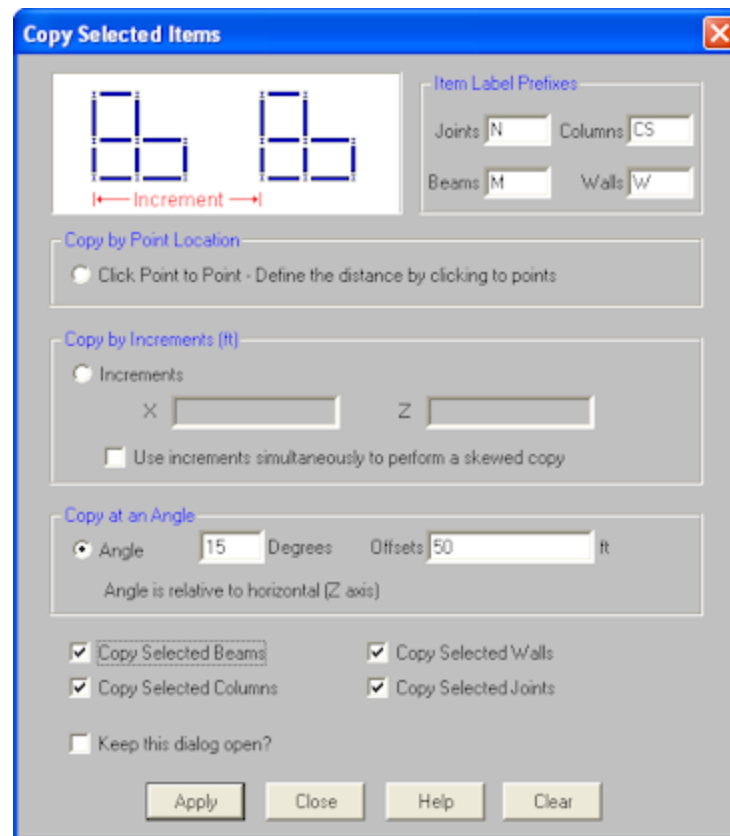 Copy Selected Items
Increment
Item Label Prefixes
Joints N Columns CS
Beams M Walls W
Copy by Point Location
Click Point to Point - Define the distance by clicking to points
Copy by Increments (ft)
Increments
X Z
Use increments simultaneously to perform a skewed copy
Copy at an Angle
Angle 15 Degrees Offsets 50 ft
Angle is relative to horizontal (Z axis)
Copy Selected Beams Copy Selected Walls
Copy Selected Columns Copy Selected Joints
Keep this dialog open?
Apply Close Help Clear